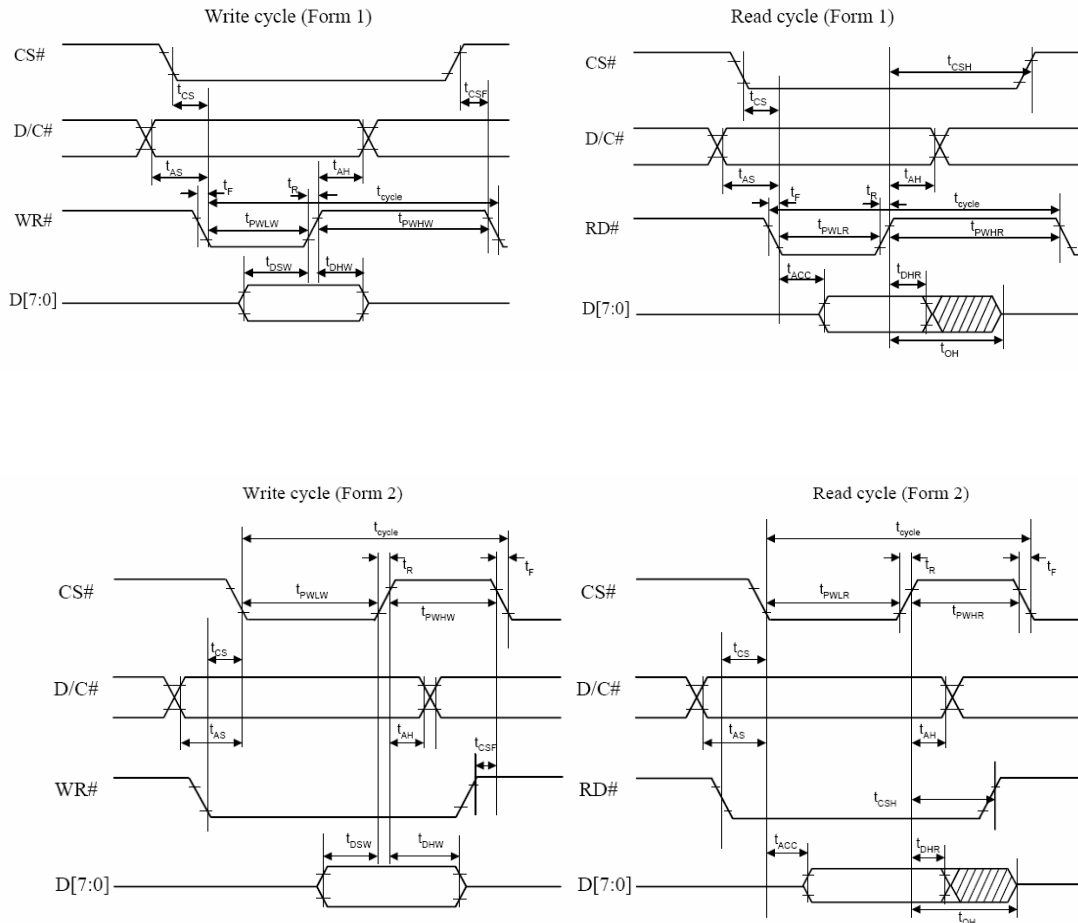 Write cycle (Form 1)
CS#
tCS
tCSF
D/C#
tAS
tF
tR
tAH
tcycle
WR#
tPWLW
tPWHW
tDSW
tDHW
D[7:0]
Read cycle (Form 1)
CS#
tCSH
tCS
D/C#
tAS
tF
tR
tAH
tcycle
RD#
tPWLR
tPWHR
tACC
tDHR
D[7:0]
tOH
Write cycle (Form 2)
tcycle
tR
tF
CS#
tPWLW
tPWHW
tCS
D/C#
tAS
tAH
tCSF
WR#
tDSW
tDHW
D[7:0]
Read cycle (Form 2)
tcycle
tR
tF
CS#
tPWLR
tPWHR
tCS
D/C#
tAS
tAH
RD#
tCSH
tACC
tDHR
D[7:0]
tOH